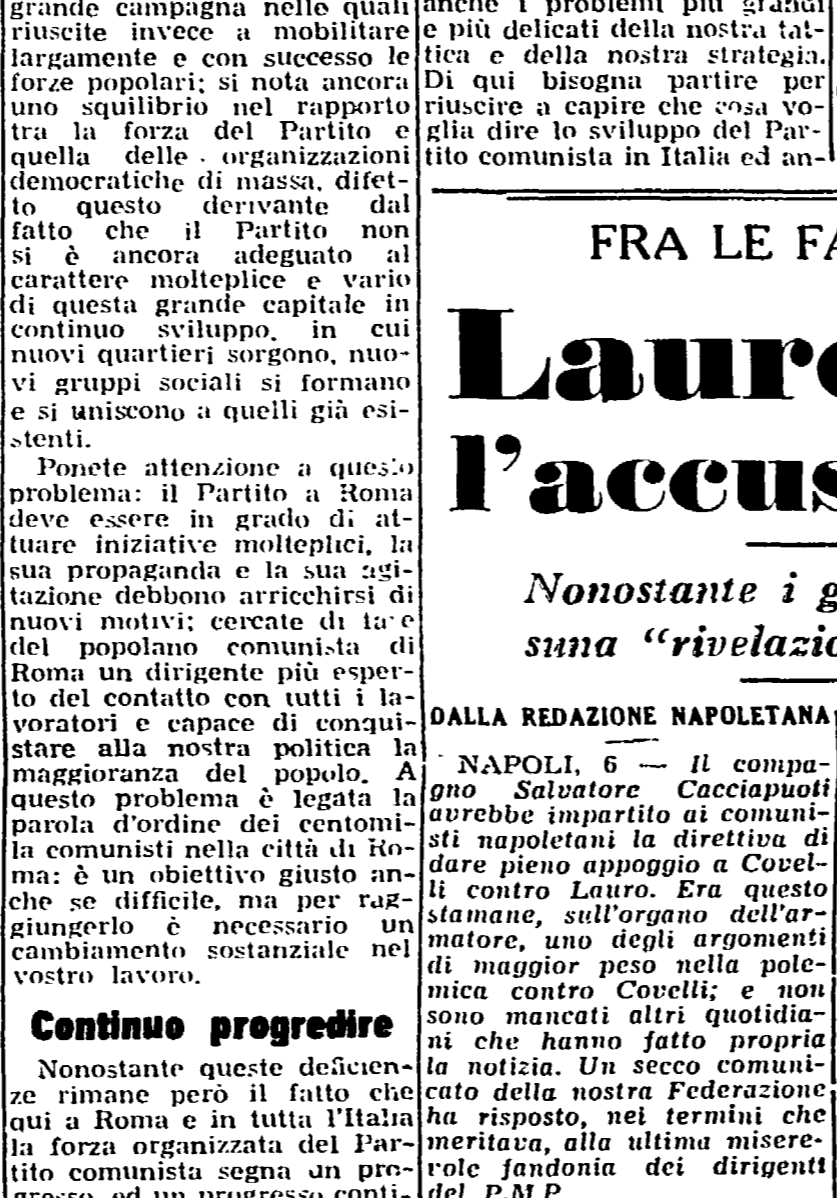 grande campagna nelle quali
riuscite invece a mobilitare
largamente e con successo le
forze popolari; si nota ancora
uno squilibrio nel rapporto
tra la forza del Partito e
quella delle organizzazioni
democratiche di massa, difet-
to questo derivante dal
fatto che il Partito non
si è ancora adeguato al
carattere molteplice e vario
di questa grande capitale in
continuo sviluppo, in cui
nuovi quartieri sorgono, nuo-
vi gruppi sociali si formano
e si uniscono a quelli già esi-
stenti.
Ponete attenzione a questo
problema: il Partito a Roma
deve essere in grado di at-
tuare iniziative molteplici, la
sua propaganda e la sua agi-
tazione debbono arricchirsi di
nuovi motivi; cercate di fare
del popolano comunista di
Roma un dirigente più esper-
to del contatto con tutti i la-
voratori e capace di conqui-
stare alla nostra politica la
maggioranza del popolo. A
questo problema è legata la
parola d'ordine dei centomi-
la comunisti nella città di Ro-
ma: è un obiettivo giusto an-
che se difficile, ma per rag-
giungerlo è necessario un
cambiamento sostanziale nel
vostro lavoro.
Continuo progredire
Nonostante queste deficien-
ze rimane però il fatto che
qui a Roma e in tutta l'Italia
la forza organizzata del Par-
tito comunista segna un pro-
gresso, ed un progresso conti-
anche i problemi più grandi
e più delicati della nostra tat-
tica e della nostra strategia.
Di qui bisogna partire per
riuscire a capire che cosa vo-
glia dire lo sviluppo del Par-
tito comunista in Italia ed an-
FRA LE FA
Lauro
l'accus
Nonostante i g
suna "rivelazio
DALLA REDAZIONE NAPOLETANA
NAPOLI, 6 — Il compa-
gno Salvatore Cacciapuoti
avrebbe impartito ai comuni-
sti napoletani la direttiva di
dare pieno appoggio a Covel-
li contro Lauro. Era questo
stamane, sull'organo dell'ar-
matore, uno degli argomenti
di maggior peso nella pole-
mica contro Covelli; e non
sono mancati altri quotidia-
ni che hanno fatto propria
la notizia. Un secco comuni-
cato della nostra Federazione
ha risposto, nei termini che
meritava, alla ultima misere-
role fandonia dei dirigenti
del P.M.P.